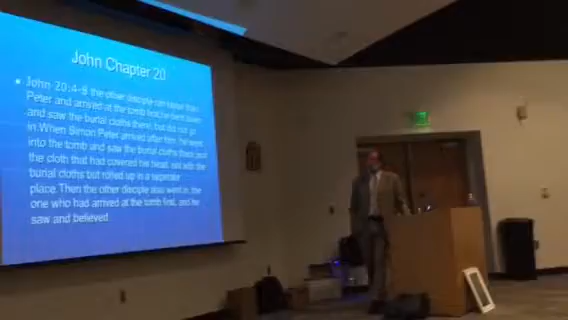 John Chapter 20
• John 20:4-8 the other disciple ran faster than
Peter and arrived at the tomb first;he bent down
and saw the burial cloths there, but did not go
in.When Simon Peter arrived after him, he went
into the tomb and saw the burial cloths there,and
the cloth that had covered his head, not with the
burial cloths but rolled up in a seperate
place.Then the other disciple also went in, the
one who had arrived at the tomb first, and he
saw and believed